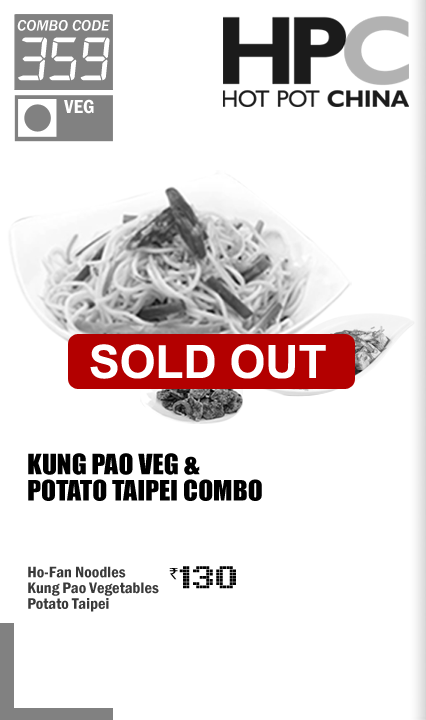 COMBO CODE
359
VEG
HPC
HOT POT CHINA
SOLD OUT
KUNG PAO VEG &
POTATO TAIPEI COMBO
Ho-Fan Noodles
Kung Pao Vegetables
Potato Taipei
₹130